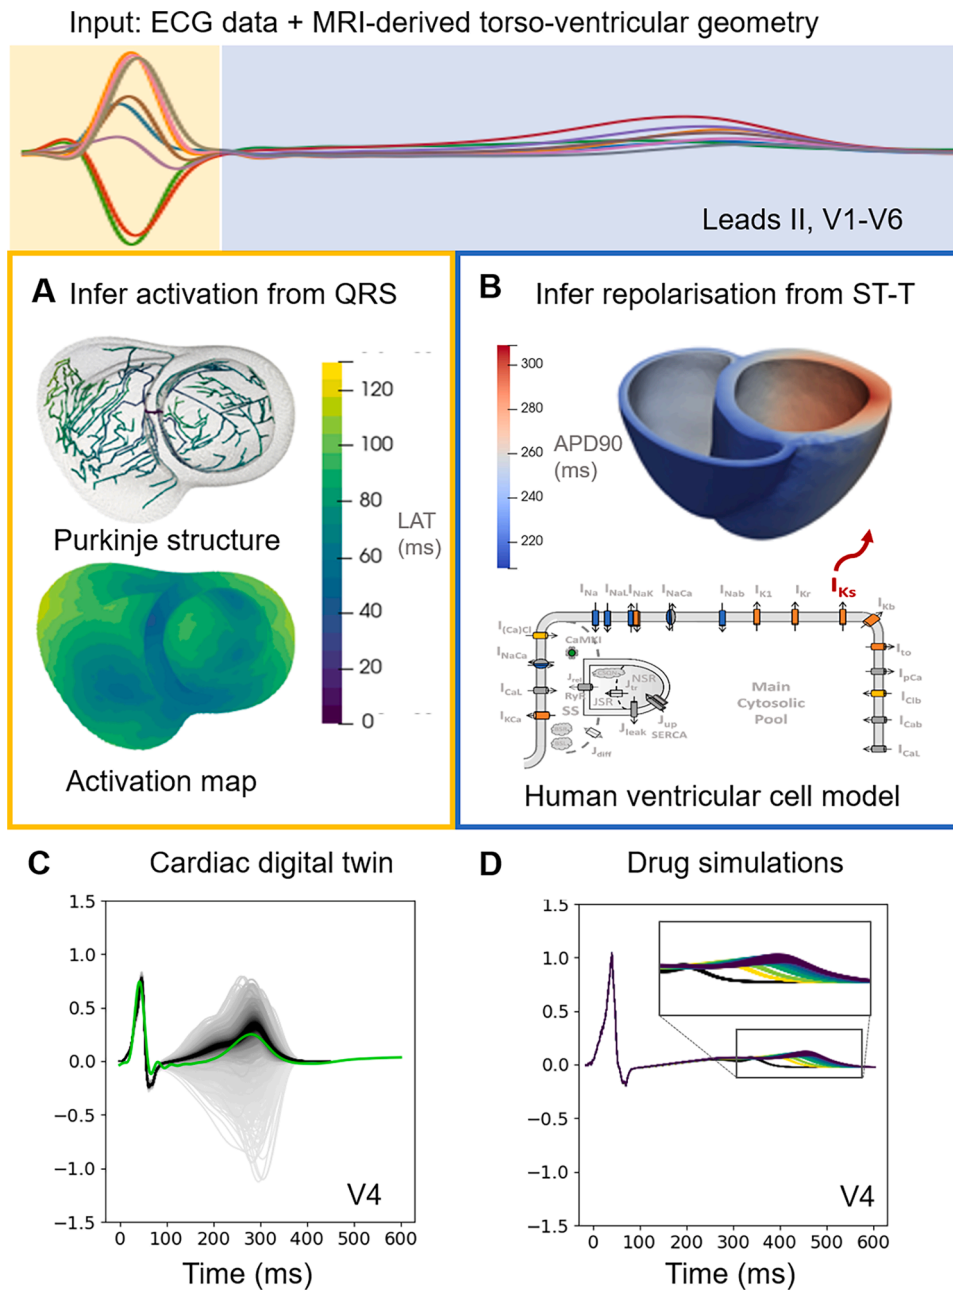 Input: ECG data + MRI-derived torso-ventricular geometry
Leads II, V1-V6
A Infer activation from QRS
120
100
80
60
40
20
0
LAT
(ms)
Purkinje structure
Activation map
B Infer repolarisation from ST-T
300
280
260
240
220
APD90
(ms)
IKs
INa INaL INaK INaCa INab IK1 IKr IKb
I(Ca)Cl
INaCa
ICaL
IKCa
CaMKI
Jrel
RyR
SS
Jtr
NSR
JSR
Jleak
Jup
SERCA
Jdiff
Main
Cytosolic
Pool
Ito
IpCa
IClb
ICab
ICaL
Human ventricular cell model
C Cardiac digital twin
1.5
1.0
0.5
0.0
−0.5
−1.0
−1.5
V4
0 100 200 300 400 500 600
Time (ms)
D Drug simulations
1.5
1.0
0.5
0.0
−0.5
−1.0
−1.5
V4
0 100 200 300 400 500 600
Time (ms)